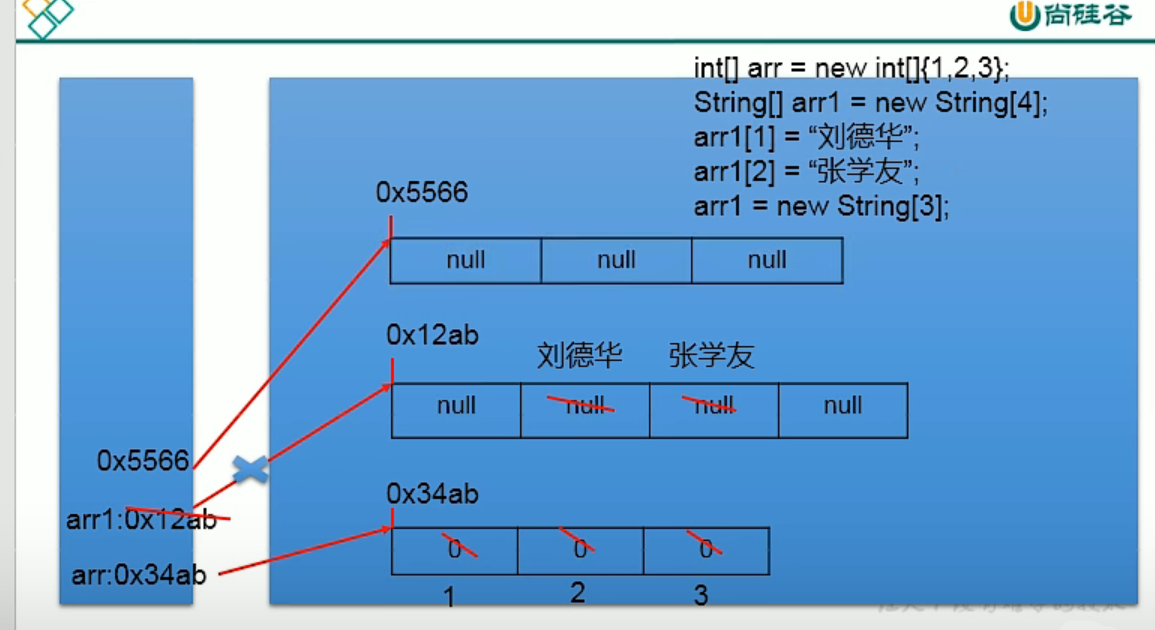 尚硅谷
int[] arr = new int[]{1,2,3};
String[] arr1 = new String[4];
arr1[1] = “刘德华”;
arr1[2] = “张学友”;
arr1 = new String[3];
0x5566
null null null
0x12ab
刘德华 张学友
null null null null
0x5566
0x34ab
arr1:0x12ab
0 0 0
arr:0x34ab
1 2 3